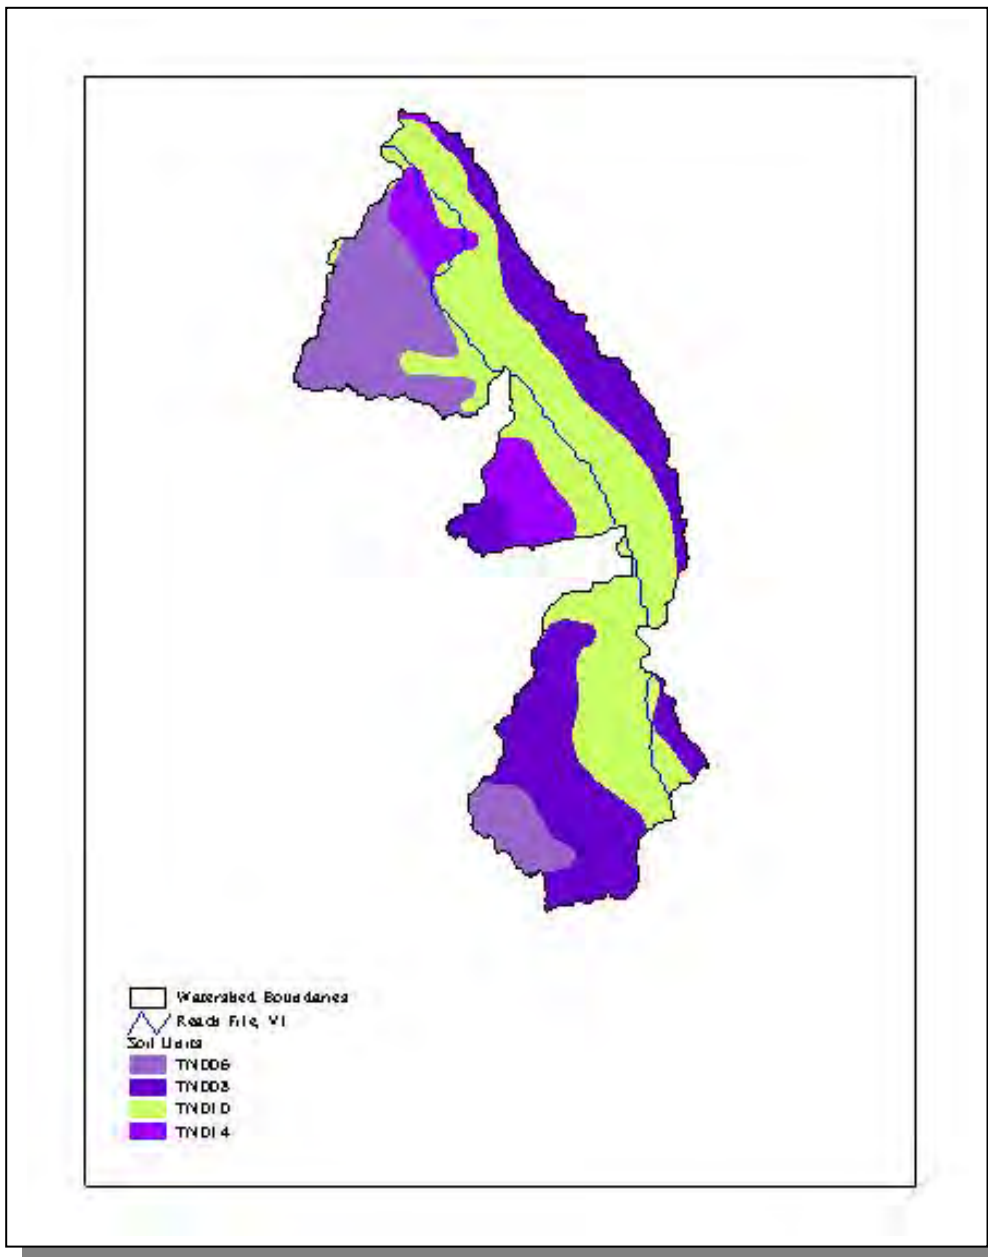 Watershed Boundaries
Reach File, V1
Soil Units
TN006
TN008
TN010
TN014